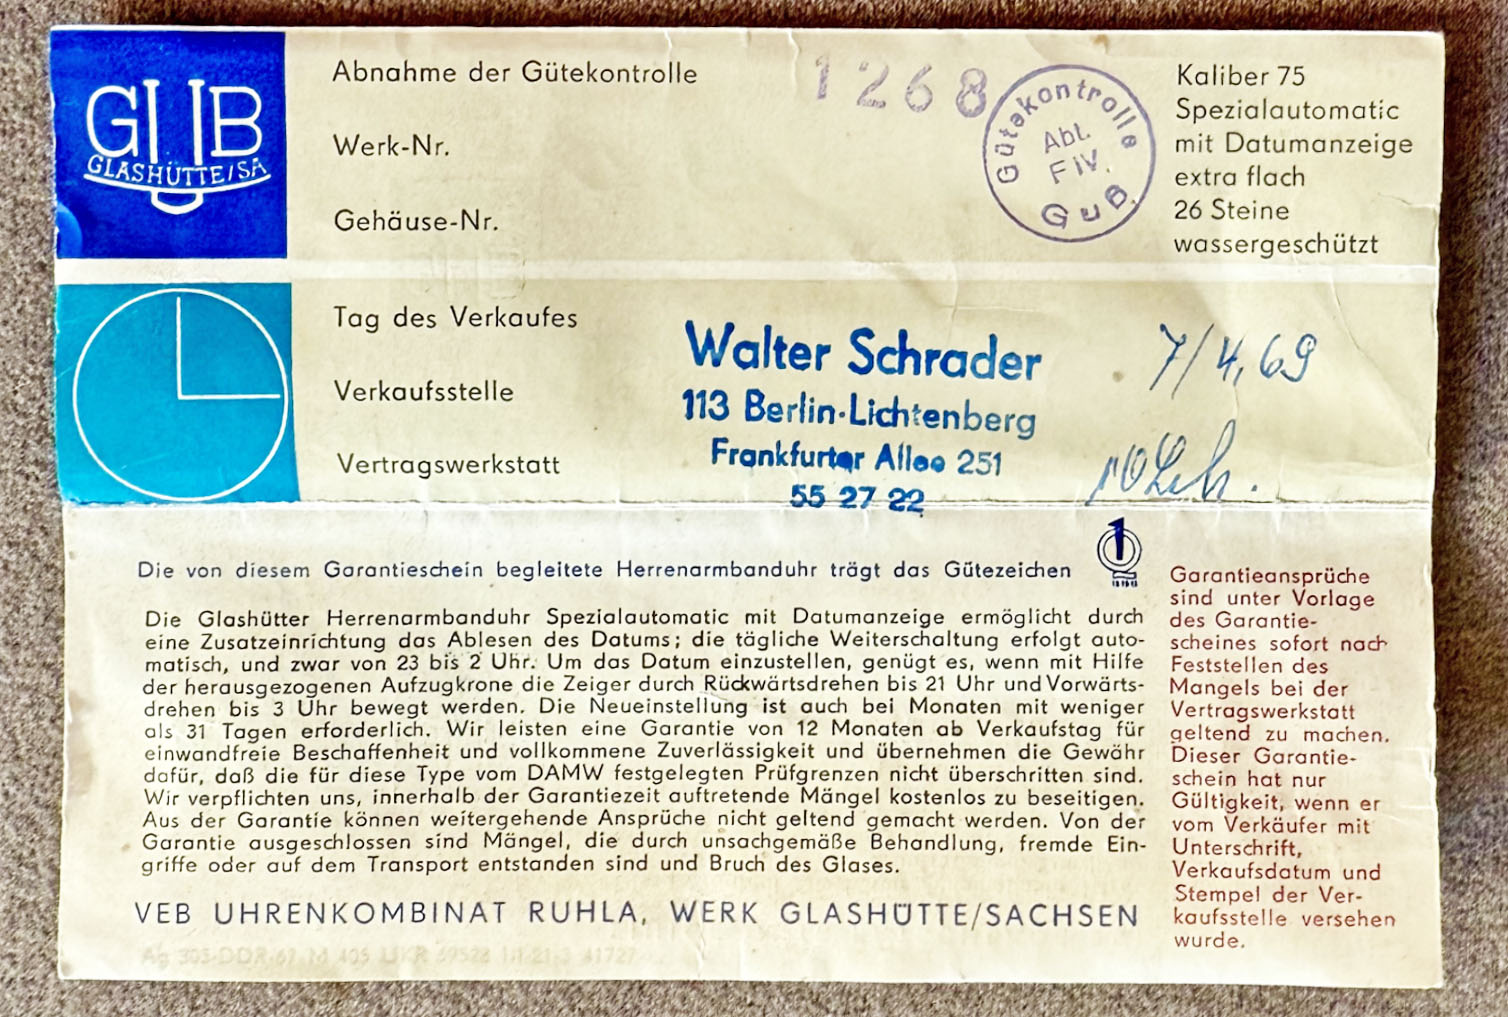 GUB
GLASHÜTTE/SA
Abnahme der Gütekontrolle
1268
Gütekontrolle
Abt.
F IV.
GuB.
Werk-Nr.
Gehäuse-Nr.
Kaliber 75
Spezialautomatic
mit Datumanzeige
extra flach
26 Steine
wassergeschützt
Tag des Verkaufes
7/4.69
Verkaufsstelle
Vertragswerkstatt
Walter Schrader
113 Berlin-Lichtenberg
Frankfurter Allee 251
55 27 22
Die von diesem Garantieschein begleitete Herrenarmbanduhr trägt das Gütezeichen 1
Die Glashütter Herrenarmbanduhr Spezialautomatic mit Datumanzeige ermöglicht durch
eine Zusatzeinrichtung das Ablesen des Datums; die tägliche Weiterschaltung erfolgt auto-
matisch, und zwar von 23 bis 2 Uhr. Um das Datum einzustellen, genügt es, wenn mit Hilfe
der herausgezogenen Aufzugkrone die Zeiger durch Rückwärtsdrehen bis 21 Uhr und Vorwärts-
drehen bis 3 Uhr bewegt werden. Die Neueinstellung ist auch bei Monaten mit weniger
als 31 Tagen erforderlich. Wir leisten eine Garantie von 12 Monaten ab Verkaufstag für
einwandfreie Beschaffenheit und vollkommene Zuverlässigkeit und übernehmen die Gewähr
dafür, daß die für diese Type vom DAMW festgelegten Prüfgrenzen nicht überschritten sind.
Wir verpflichten uns, innerhalb der Garantiezeit auftretende Mängel kostenlos zu beseitigen.
Aus der Garantie können weitergehende Ansprüche nicht geltend gemacht werden. Von der
Garantie ausgeschlossen sind Mängel, die durch unsachgemäße Behandlung, fremde Ein-
griffe oder auf dem Transport entstanden sind und Bruch des Glases.
VEB UHRENKOMBINAT RUHLA, WERK GLASHÜTTE/SACHSEN
Garantieansprüche
sind unter Vorlage
des Garantie-
scheines sofort nach
Feststellen des
Mangels bei der
Vertragswerkstatt
geltend zu machen.
Dieser Garantie-
schein hat nur
Gültigkeit, wenn er
vom Verkäufer mit
Unterschrift,
Verkaufsdatum und
Stempel der Ver-
kaufsstelle versehen
wurde.